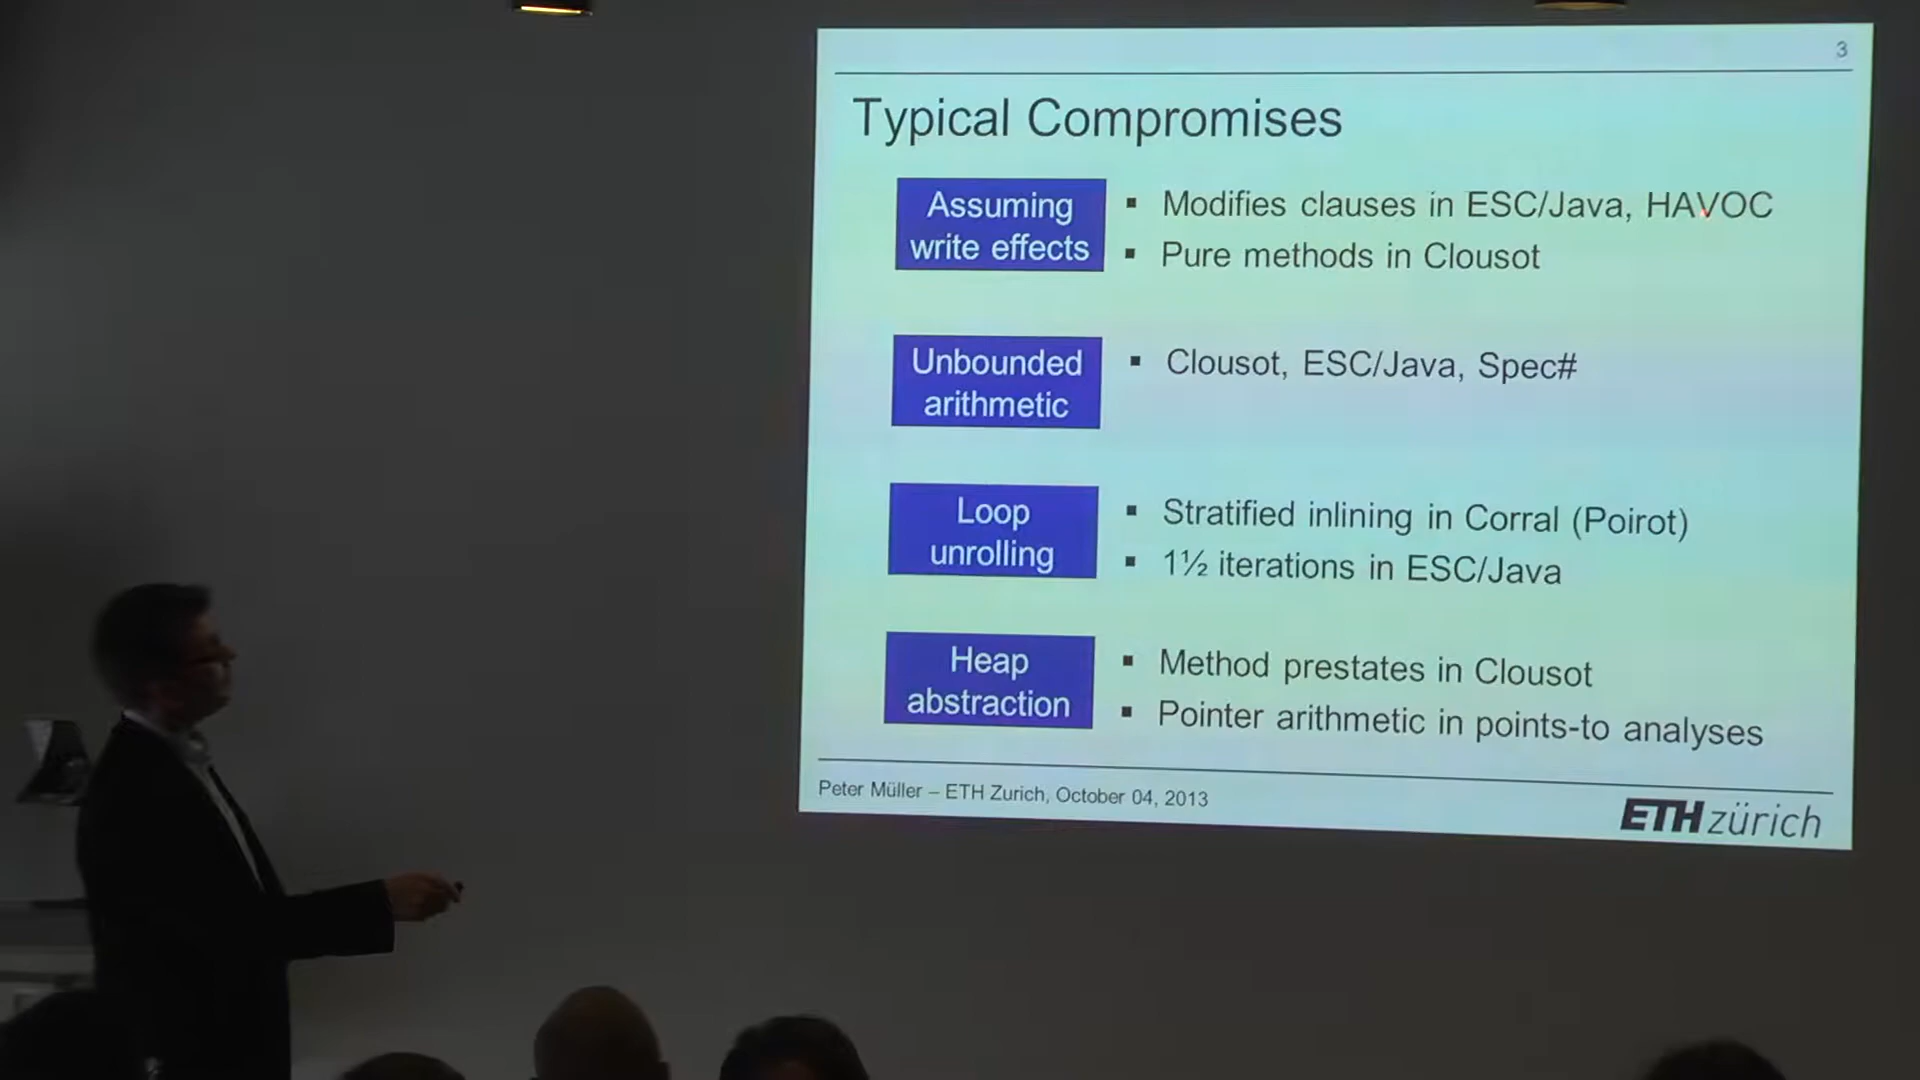 3
Typical Compromises
Assuming
write effects
▪ Modifies clauses in ESC/Java, HAVOC
▪ Pure methods in Clousot
Unbounded
arithmetic
▪ Clousot, ESC/Java, Spec#
Loop
unrolling
▪ Stratified inlining in Corral (Poirot)
▪ 1½ iterations in ESC/Java
Heap
abstraction
▪ Method prestates in Clousot
▪ Pointer arithmetic in points-to analyses
Peter Müller – ETH Zurich, October 04, 2013
ETH zürich